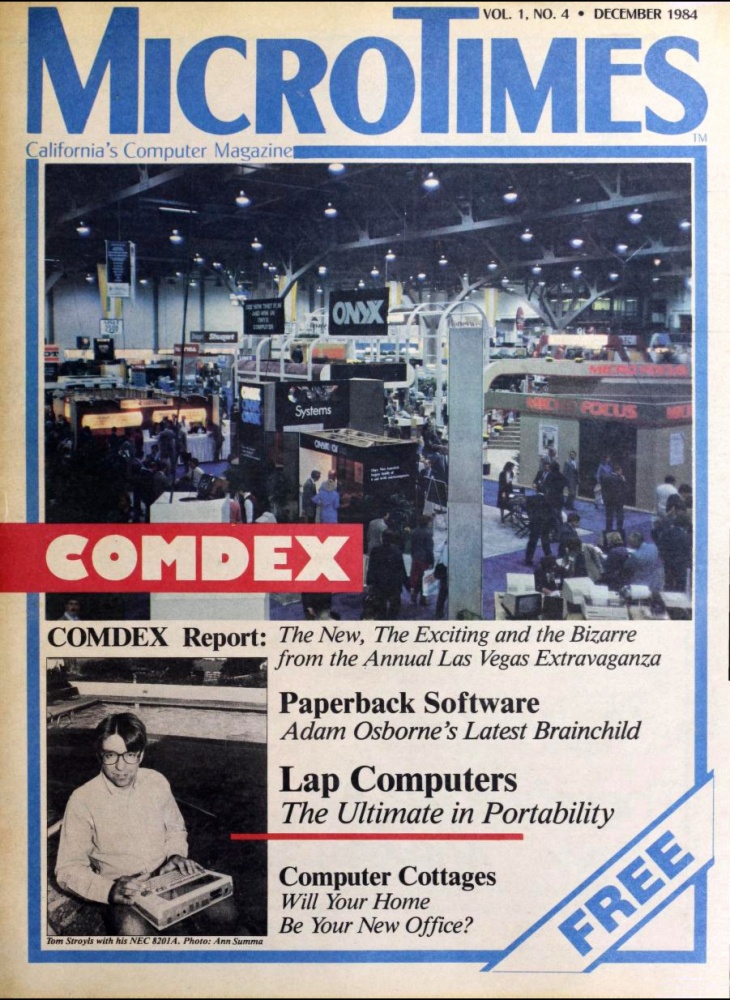 VOL. 1, NO. 4 • DECEMBER 1984
MICROTIMES
TM
California's Computer Magazine
ONYX
Systems
MICRO FOCUS
MICRO FOCUS
COMDEX
COMDEX Report: The New, The Exciting and the Bizarre
from the Annual Las Vegas Extravaganza
Paperback Software
Adam Osborne's Latest Brainchild
Lap Computers
The Ultimate in Portability
Computer Cottages
Will Your Home
Be Your New Office?
FREE
Tom Stroyls with his NEC 8201A. Photo: Ann Summa